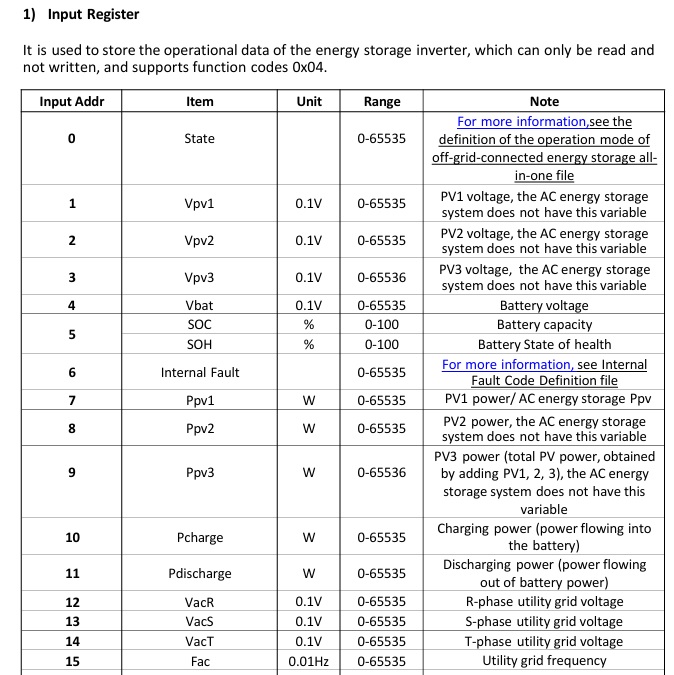 1) Input Register
It is used to store the operational data of the energy storage inverter, which can only be read and
not written, and supports function codes 0x04.
Input Addr Item Unit Range Note
0 State 0-65535 For more information,see the
definition of the operation mode of
off-grid-connected energy storage all-
in-one file
1 Vpv1 0.1V 0-65535 PV1 voltage, the AC energy storage
system does not have this variable
2 Vpv2 0.1V 0-65535 PV2 voltage, the AC energy storage
system does not have this variable
3 Vpv3 0.1V 0-65536 PV3 voltage, the AC energy storage
system does not have this variable
4 Vbat 0.1V 0-65535 Battery voltage
5 SOC % 0-100 Battery capacity
SOH % 0-100 Battery State of health
6 Internal Fault 0-65535 For more information, see Internal
Fault Code Definition file
7 Ppv1 W 0-65535 PV1 power/ AC energy storage Ppv
8 Ppv2 W 0-65535 PV2 power, the AC energy storage
system does not have this variable
9 Ppv3 W 0-65536 PV3 power (total PV power, obtained
by adding PV1, 2, 3), the AC energy
storage system does not have this
variable
10 Pcharge W 0-65535 Charging power (power flowing into
the battery)
11 Pdischarge W 0-65535 Discharging power (power flowing
out of battery power)
12 VacR 0.1V 0-65535 R-phase utility grid voltage
13 VacS 0.1V 0-65535 S-phase utility grid voltage
14 VacT 0.1V 0-65535 T-phase utility grid voltage
15 Fac 0.01Hz 0-65535 Utility grid frequency